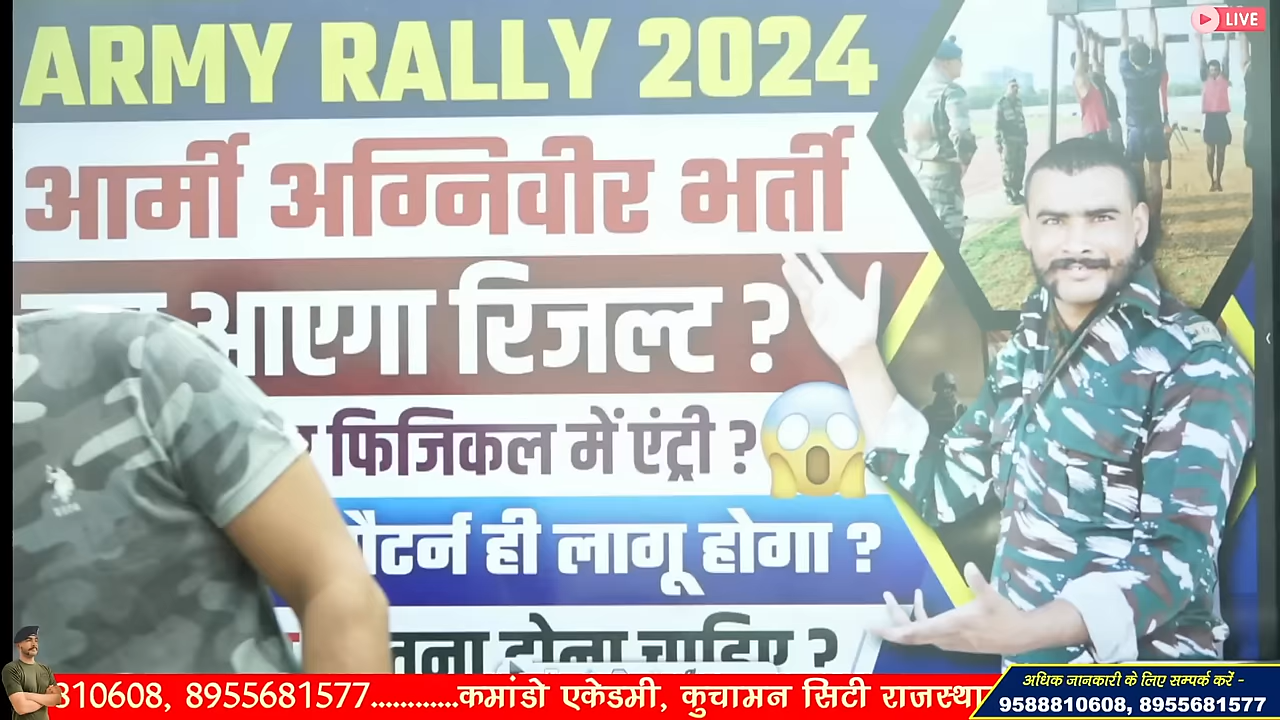 LIVE
ARMY RALLY 2024
आर्मी अग्निवीर भर्ती
आएगा रिजल्ट ?
फिजिकल में एंट्री ?
पैटर्न ही लागू होगा ?
होना चाहिए ?
810608, 8955681577............कमांडो एकेडमी, कुचामन सिटी राजस्था
अधिक जानकारी के लिए सम्पर्क करें -
9588810608, 8955681577